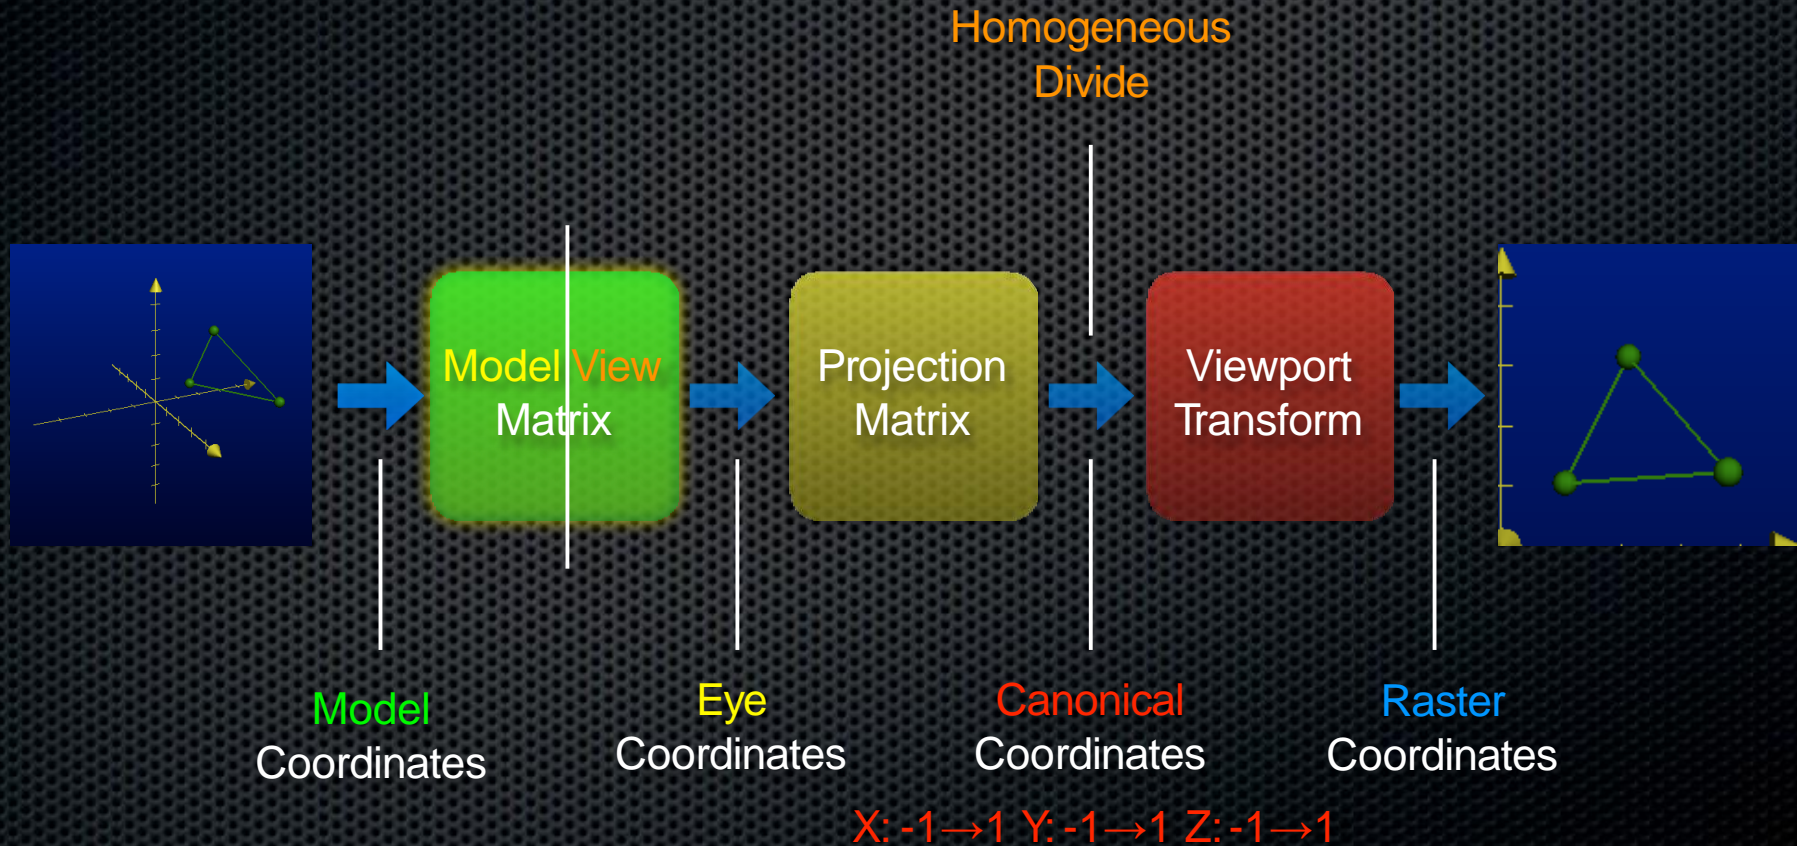 Homogeneous
Divide
Model View
Matrix
Projection
Matrix
Viewport
Transform
Model
Coordinates
Eye
Coordinates
Canonical
Coordinates
Raster
Coordinates
X: -1→1 Y: -1→1 Z: -1→1